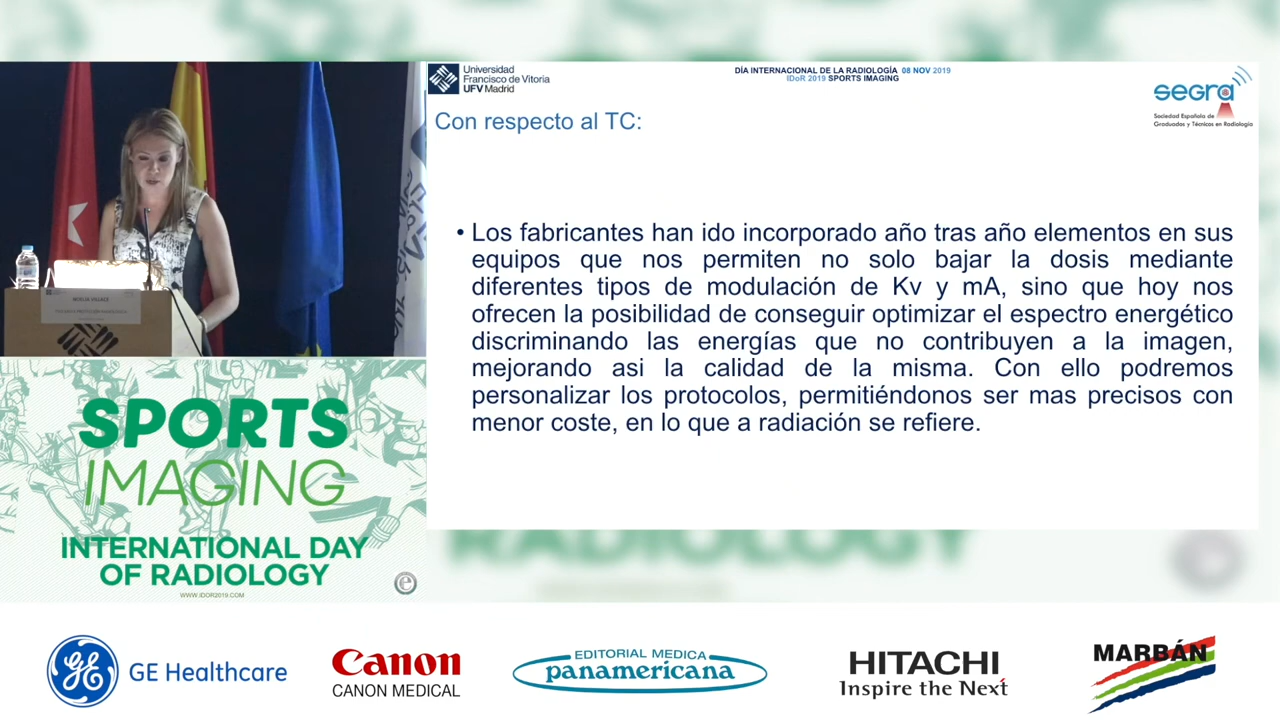 Universidad
Francisco de Vitoria
UFV Madrid
DÍA INTERNACIONAL DE LA RADIOLOGÍA 08 NOV 2019
IDoR 2019 SPORTS IMAGING
segra
Sociedad Española de
Graduados y Técnicos en Radiología
Con respecto al TC:
• Los fabricantes han ido incorporado año tras año elementos en sus
equipos que nos permiten no solo bajar la dosis mediante
diferentes tipos de modulación de Kv y mA, sino que hoy nos
ofrecen la posibilidad de conseguir optimizar el espectro energético
discriminando las energías que no contribuyen a la imagen,
mejorando asi la calidad de la misma. Con ello podremos
personalizar los protocolos, permitiéndonos ser mas precisos con
menor coste, en lo que a radiación se refiere.
SPORTS
IMAGING
INTERNATIONAL DAY
OF RADIOLOGY
WWW.IDOR2019.COM
RADIOLOGY
GE GE Healthcare
Canon
CANON MEDICAL
EDITORIAL MEDICA
panamericana
HITACHI
Inspire the Next
MARBÁN